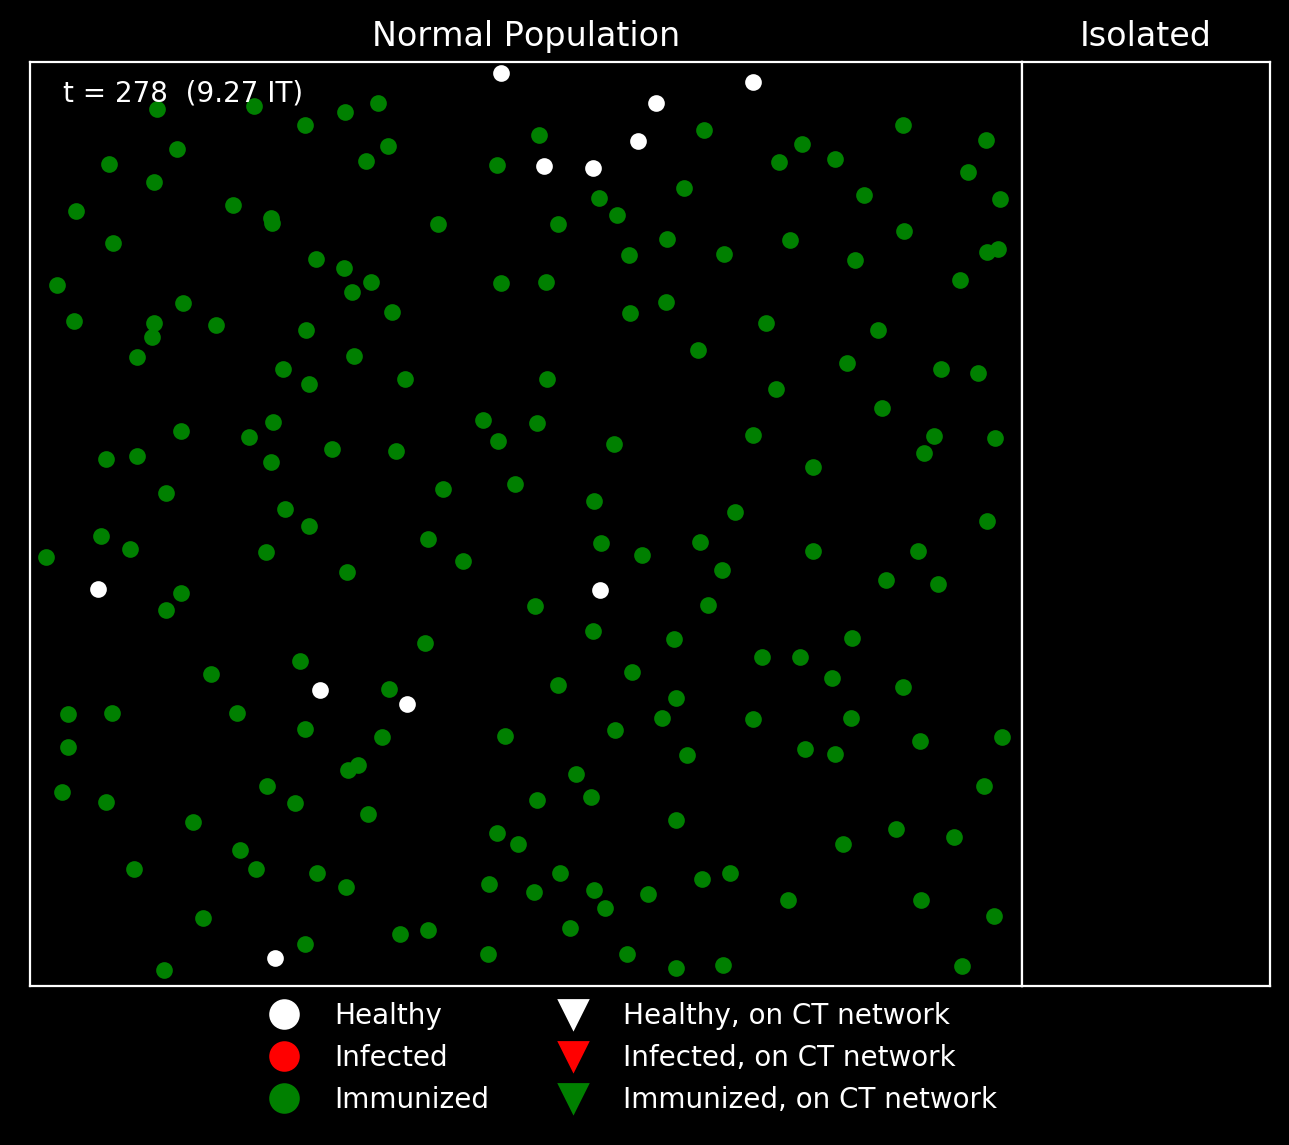 Normal Population
Isolated
t = 278  (9.27 IT)
Healthy
Healthy, on CT network
Infected
Infected, on CT network
Immunized
Immunized, on CT network